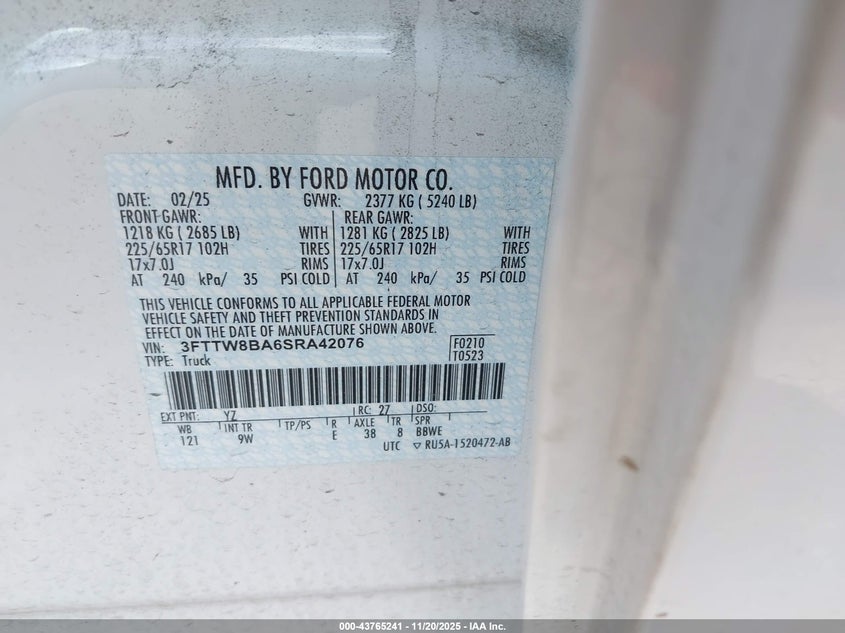 MFD. BY FORD MOTOR CO.
DATE: 02/25 GVWR: 2377 KG ( 5240 LB)
FRONT GAWR: REAR GAWR:
1218 KG ( 2685 LB) WITH 1281 KG ( 2825 LB) WITH
225/65R17 102H TIRES 225/65R17 102H TIRES
17x7.0J RIMS 17x7.0J RIMS
AT 240 kPa/ 35 PSI COLD AT 240 kPa/ 35 PSI COLD
THIS VEHICLE CONFORMS TO ALL APPLICABLE FEDERAL MOTOR
VEHICLE SAFETY AND THEFT PREVENTION STANDARDS IN
EFFECT ON THE DATE OF MANUFACTURE SHOWN ABOVE.
VIN: 3FTTW8BA6SRA42076 F0210
TYPE: Truck T0523
EXT PNT: YZ RC: 27 DSO:
WB INT TR TP/PS R AXLE TR SPR
121 9W E 38 8 BBWE
UTC ▽ RU5A-1520472-AB
000-43765241 - 11/20/2025 - IAA Inc.